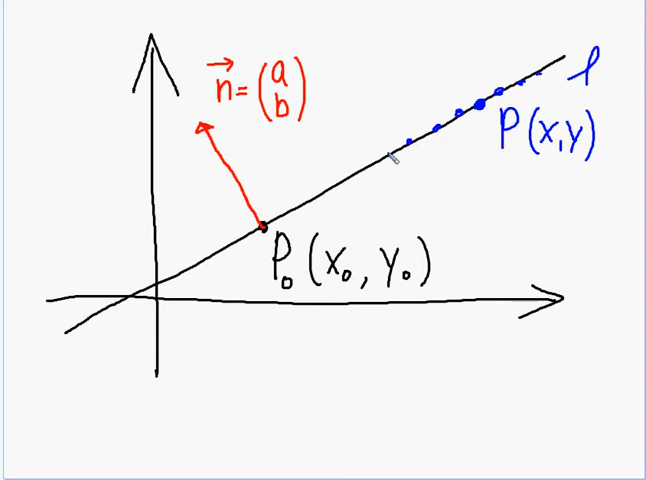 n⃗ = (a b)
l
P(x,y)
P₀(x₀, y₀)